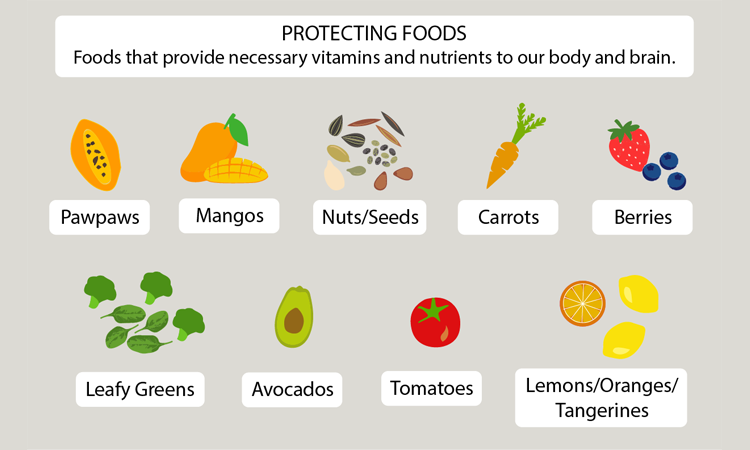 PROTECTING FOODS
Foods that provide necessary vitamins and nutrients to our body and brain.
Pawpaws
Mangos
Nuts/Seeds
Carrots
Berries
Leafy Greens
Avocados
Tomatoes
Lemons/Oranges/
Tangerines